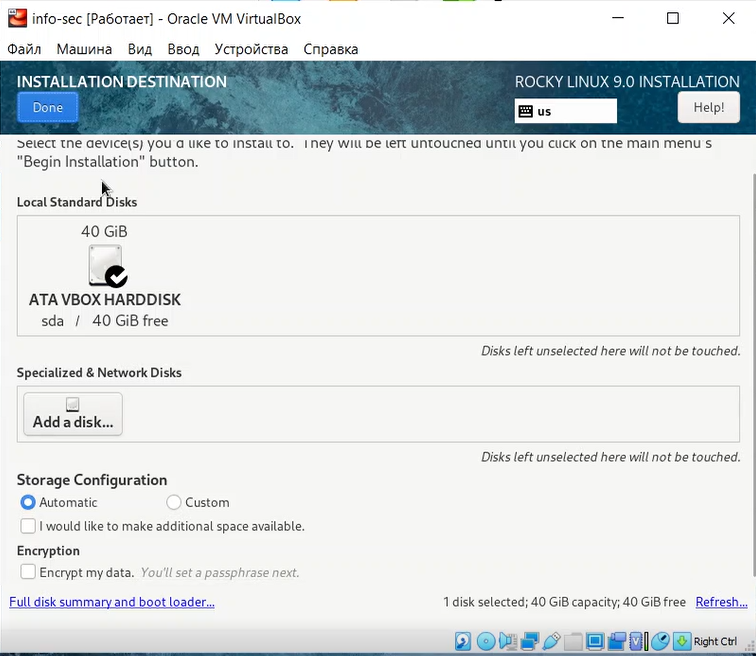 info-sec [Работает] - Oracle VM VirtualBox
Файл Машина Вид Ввод Устройства Справка
INSTALLATION DESTINATION
ROCKY LINUX 9.0 INSTALLATION
Done
us
Help!
Select the device(s) you'd like to install to. They will be left untouched until you click on the main menu's
"Begin Installation" button.
Local Standard Disks
40 GiB
ATA VBOX HARDDISK
sda / 40 GiB free
Disks left unselected here will not be touched.
Specialized & Network Disks
Add a disk...
Disks left unselected here will not be touched.
Storage Configuration
Automatic Custom
I would like to make additional space available.
Encryption
Encrypt my data. You'll set a passphrase next.
Full disk summary and boot loader... 1 disk selected; 40 GiB capacity; 40 GiB free Refresh...
Right Ctrl